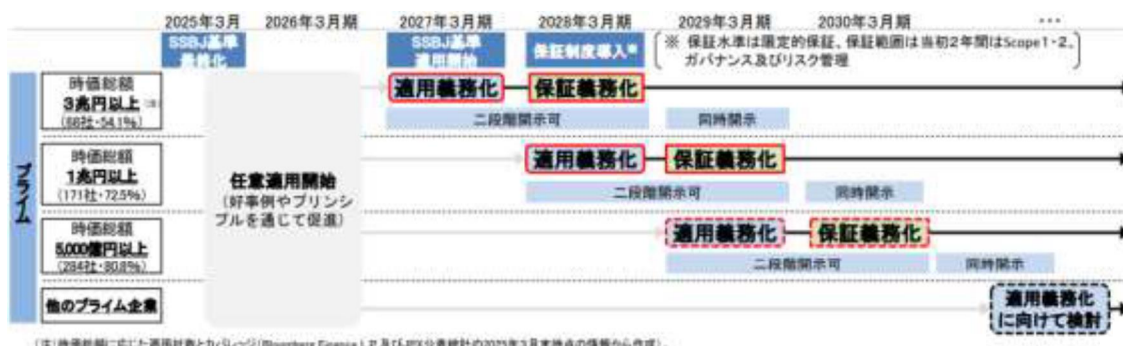 2025年3月 2026年3月期 2027年3月期 2028年3月期 2029年3月期 2030年3月期 …
SSBJ基準
最終化
SSBJ基準
適用開始
保証制度導入※
※ 保証水準は限定的保証、保証範囲は当初2年間はScope1・2、
ガバナンス及びリスク管理
プライム
時価総額
3兆円以上
(68社・54.1%)
適用義務化 保証義務化
二段階開示可 同時開示
時価総額
1兆円以上
(171社・72.5%)
適用義務化 保証義務化
二段階開示可 同時開示
任意適用開始
(好事例やプリンシ
プルを通じて促進)
時価総額
5,000億円以上
(284社・80.8%)
適用義務化 保証義務化
二段階開示可 同時開示
他のプライム企業
適用義務化
に向けて検討